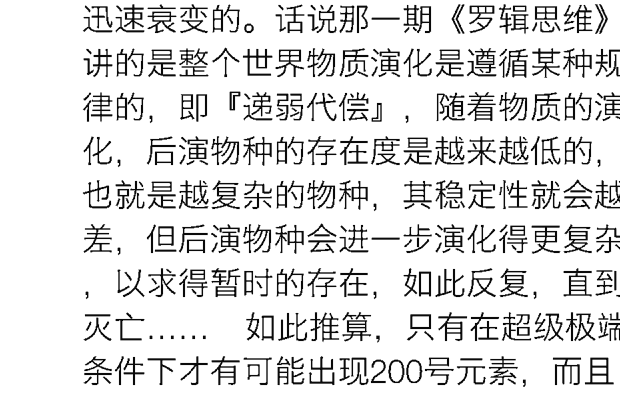 迅速衰变的。话说那一期《罗辑思维》
讲的是整个世界物质演化是遵循某种规
律的，即『递弱代偿』，随着物质的演
化，后演物种的存在度是越来越低的，
也就是越复杂的物种，其稳定性就会越
差，但后演物种会进一步演化得更复杂
，以求得暂时的存在，如此反复，直到
灭亡…… 如此推算，只有在超级极端
条件下才有可能出现200号元素，而且